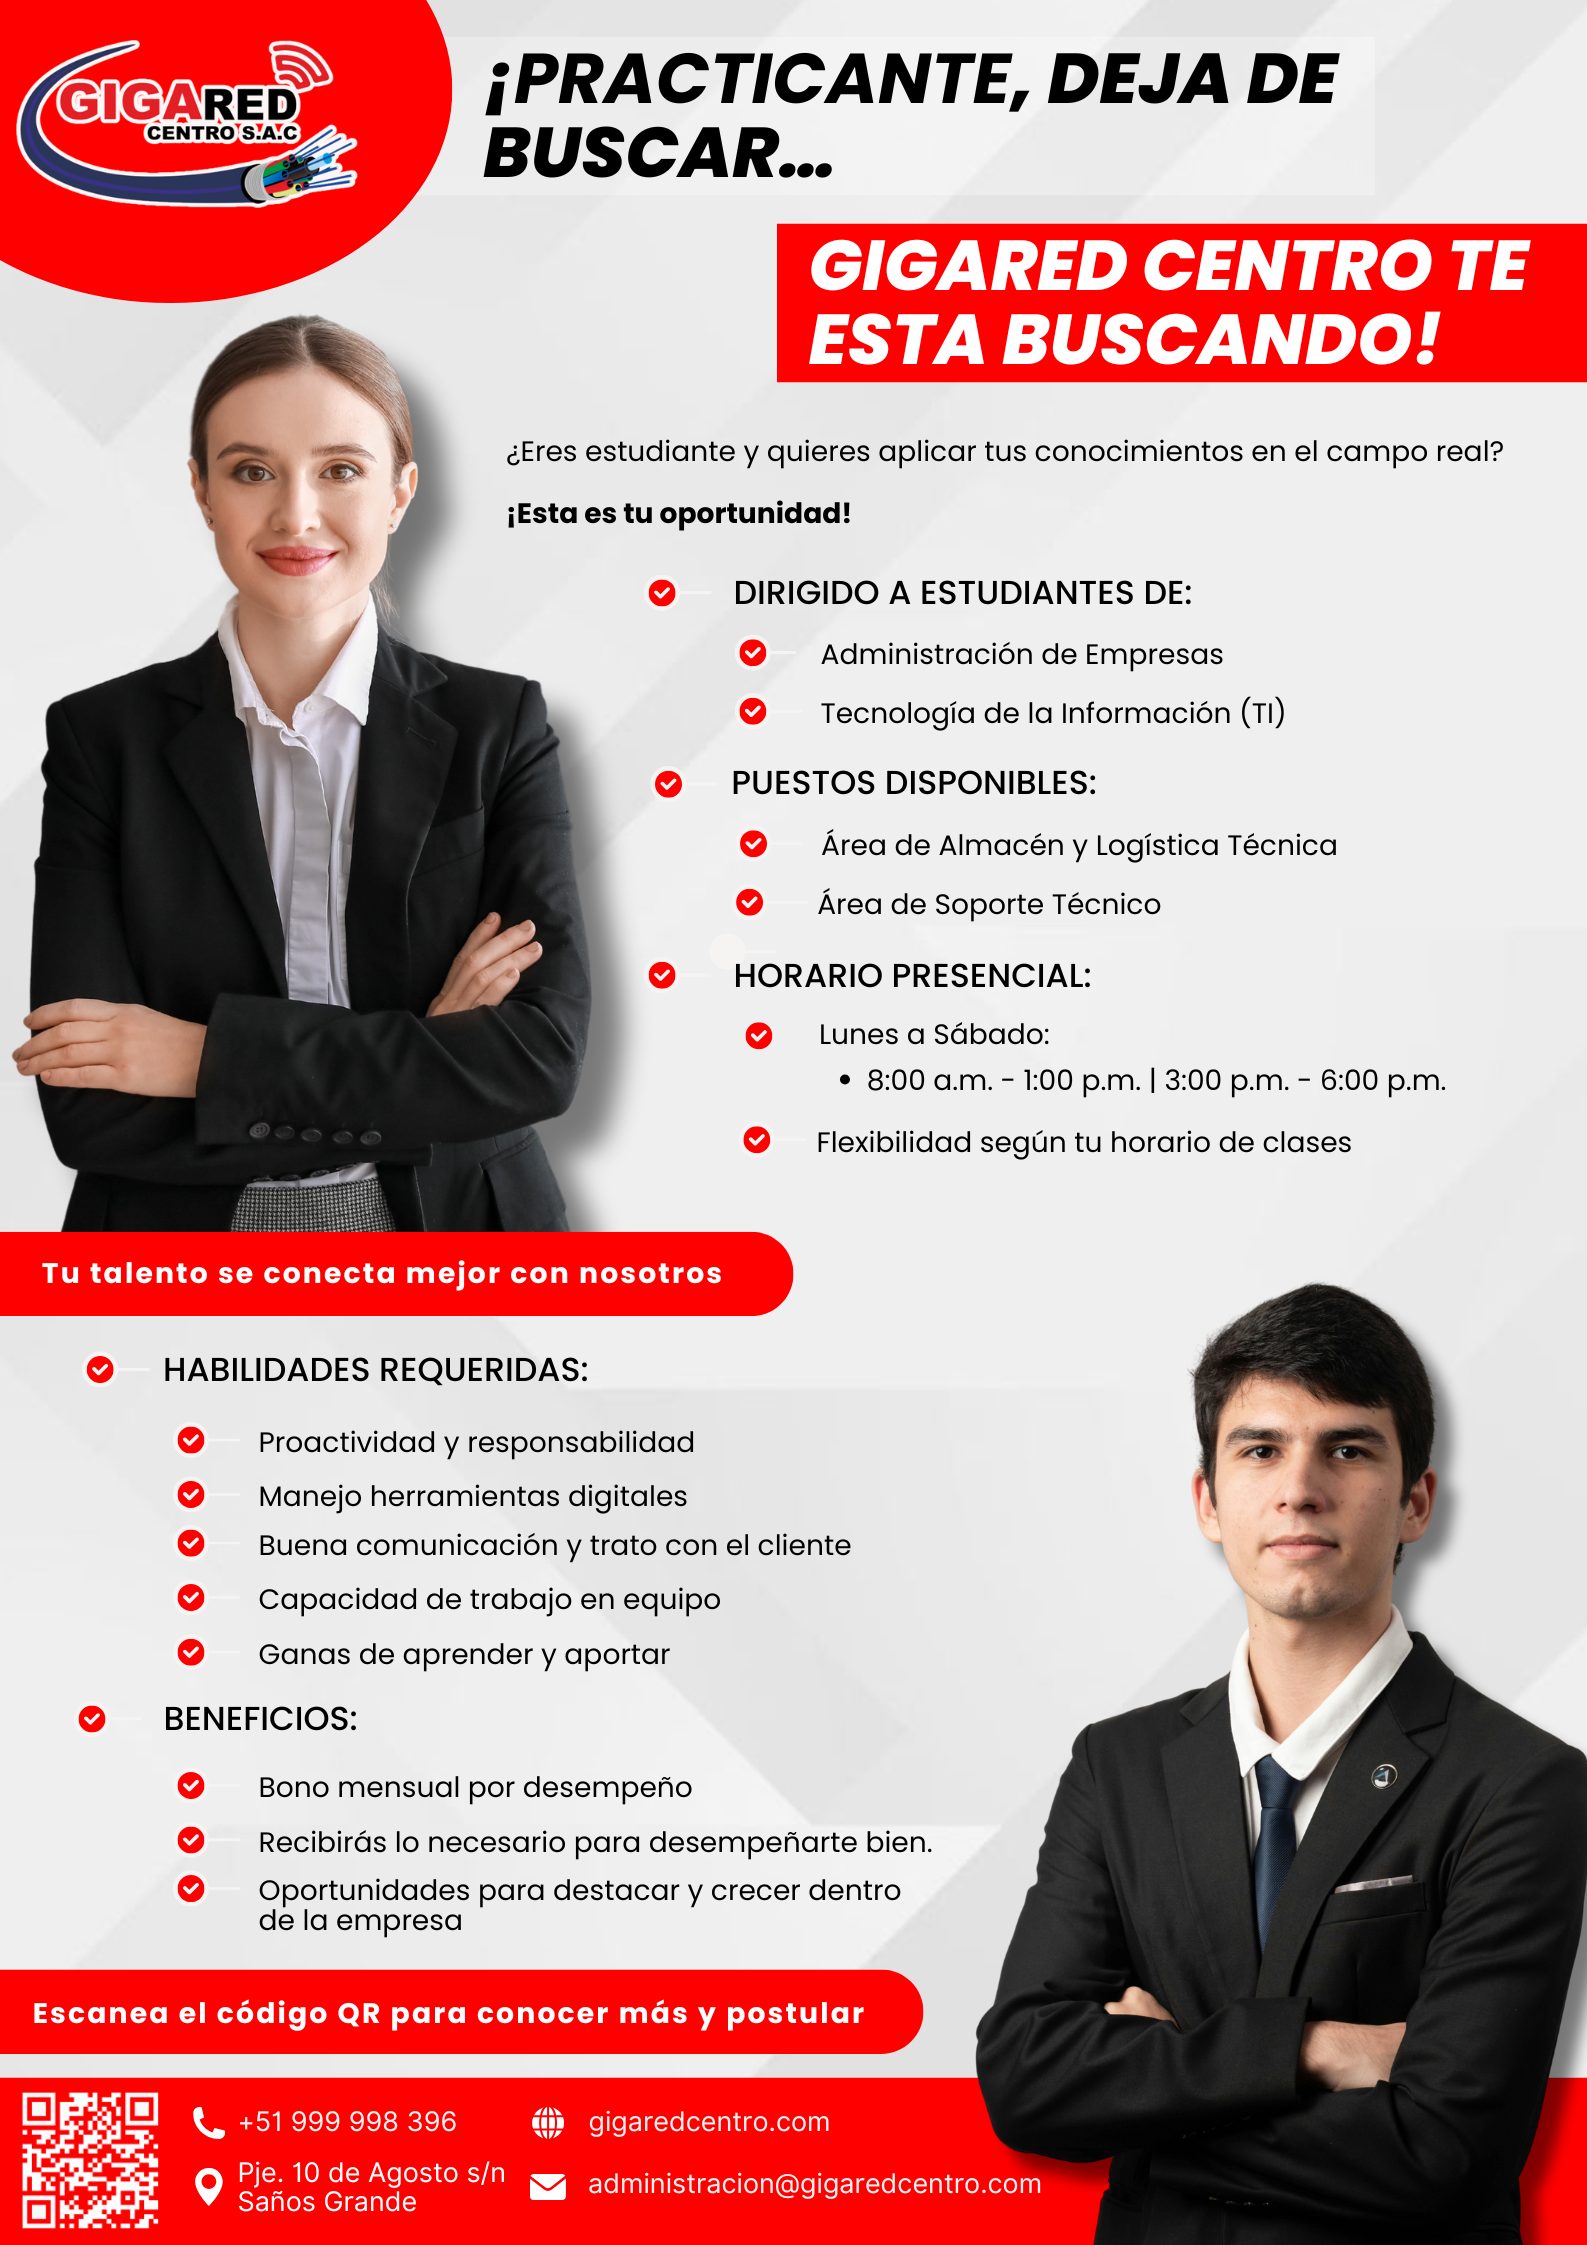 GIGARED
CENTRO S.A.C
¡PRACTICANTE, DEJA DE
BUSCAR...
GIGARED CENTRO TE
ESTA BUSCANDO!
¿Eres estudiante y quieres aplicar tus conocimientos en el campo real?
¡Esta es tu oportunidad!
DIRIGIDO A ESTUDIANTES DE:
Administración de Empresas
Tecnología de la Información (TI)
PUESTOS DISPONIBLES:
Área de Almacén y Logística Técnica
Área de Soporte Técnico
HORARIO PRESENCIAL:
Lunes a Sábado:
• 8:00 a.m. - 1:00 p.m. | 3:00 p.m. - 6:00 p.m.
Flexibilidad según tu horario de clases
Tu talento se conecta mejor con nosotros
HABILIDADES REQUERIDAS:
Proactividad y responsabilidad
Manejo herramientas digitales
Buena comunicación y trato con el cliente
Capacidad de trabajo en equipo
Ganas de aprender y aportar
BENEFICIOS:
Bono mensual por desempeño
Recibirás lo necesario para desempeñarte bien.
Oportunidades para destacar y crecer dentro
de la empresa
Escanea el código QR para conocer más y postular
+51 999 998 396
Pje. 10 de Agosto s/n
Saños Grande
gigaredcentro.com
administracion@gigaredcentro.com